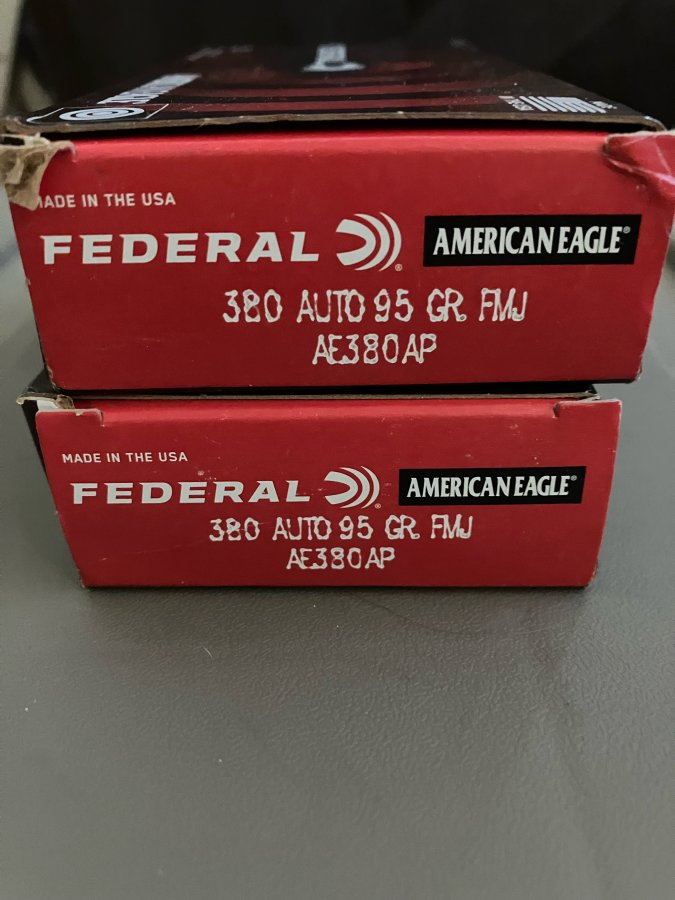 MADE IN THE USA
FEDERAL® AMERICAN EAGLE®
380 AUTO 95 GR. FMJ
AE380AP
MADE IN THE USA
FEDERAL® AMERICAN EAGLE®
380 AUTO 95 GR. FMJ
AE380AP